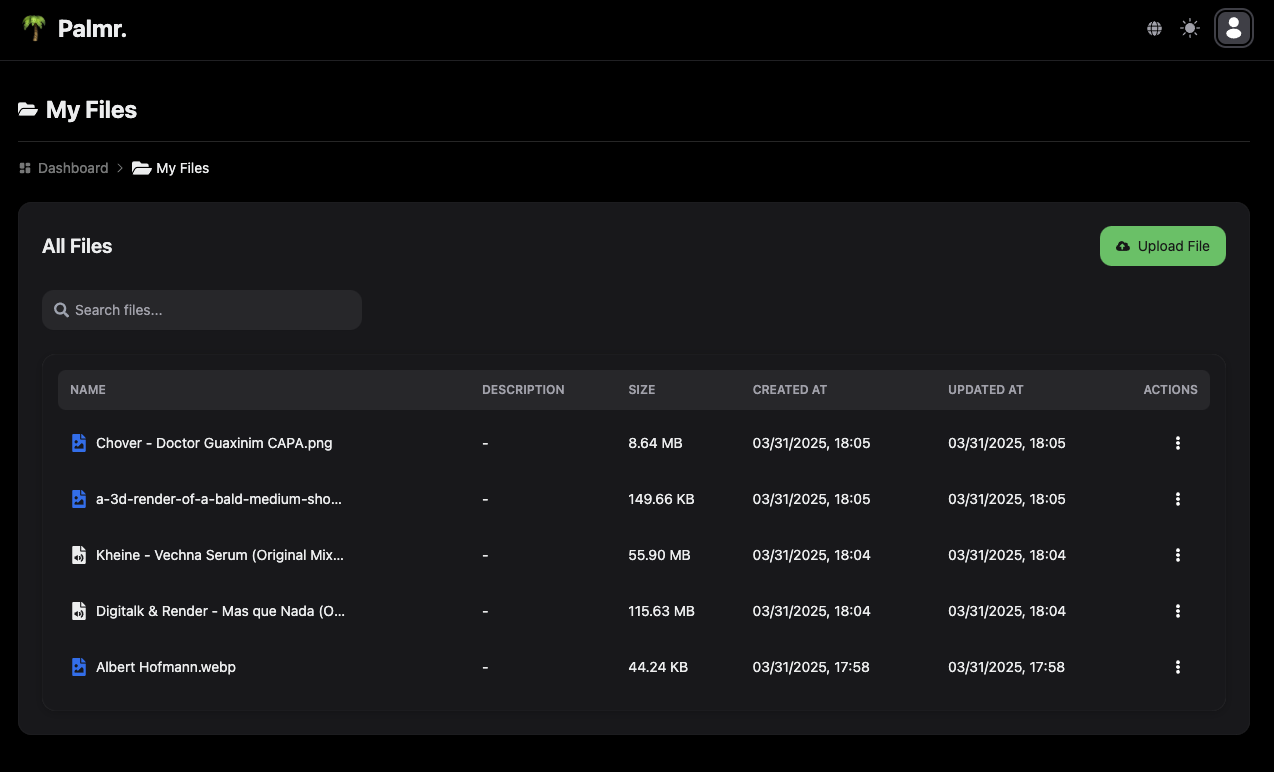 Palmr.
My Files
Dashboard > My Files
All Files
Upload File
Search files...
NAME DESCRIPTION SIZE CREATED AT UPDATED AT ACTIONS
Chover - Doctor Guaxinim CAPA.png - 8.64 MB 03/31/2025, 18:05 03/31/2025, 18:05
a-3d-render-of-a-bald-medium-sho... - 149.66 KB 03/31/2025, 18:05 03/31/2025, 18:05
Kheine - Vechna Serum (Original Mix... - 55.90 MB 03/31/2025, 18:04 03/31/2025, 18:04
Digitalk & Render - Mas que Nada (O... - 115.63 MB 03/31/2025, 18:04 03/31/2025, 18:04
Albert Hofmann.webp - 44.24 KB 03/31/2025, 17:58 03/31/2025, 17:58